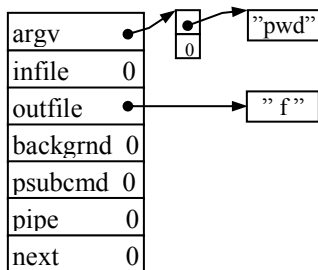 argv
"pwd"
0
infile 0
outfile
" f "
backgrnd 0
psubcmd 0
pipe 0
next 0